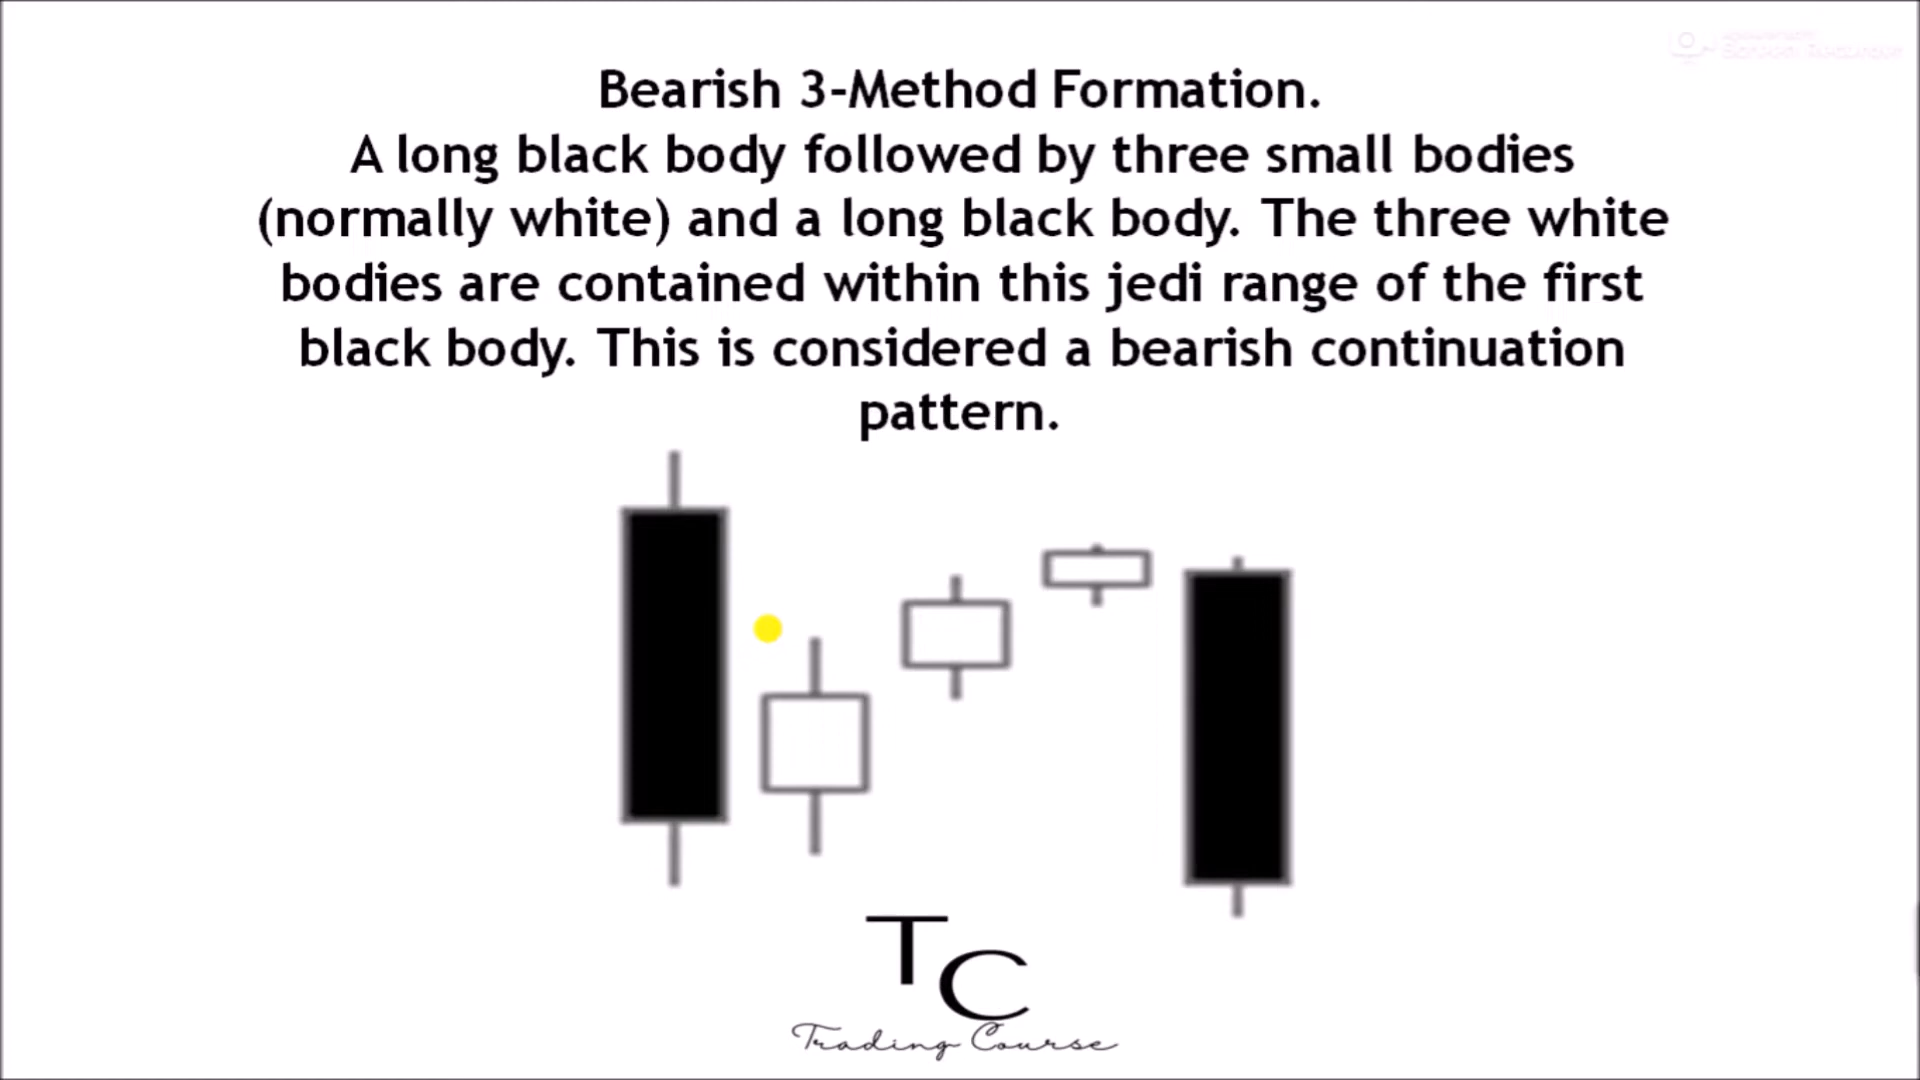 Bearish 3-Method Formation.
A long black body followed by three small bodies
(normally white) and a long black body. The three white
bodies are contained within this jedi range of the first
black body. This is considered a bearish continuation
pattern.
TC
Trading Course